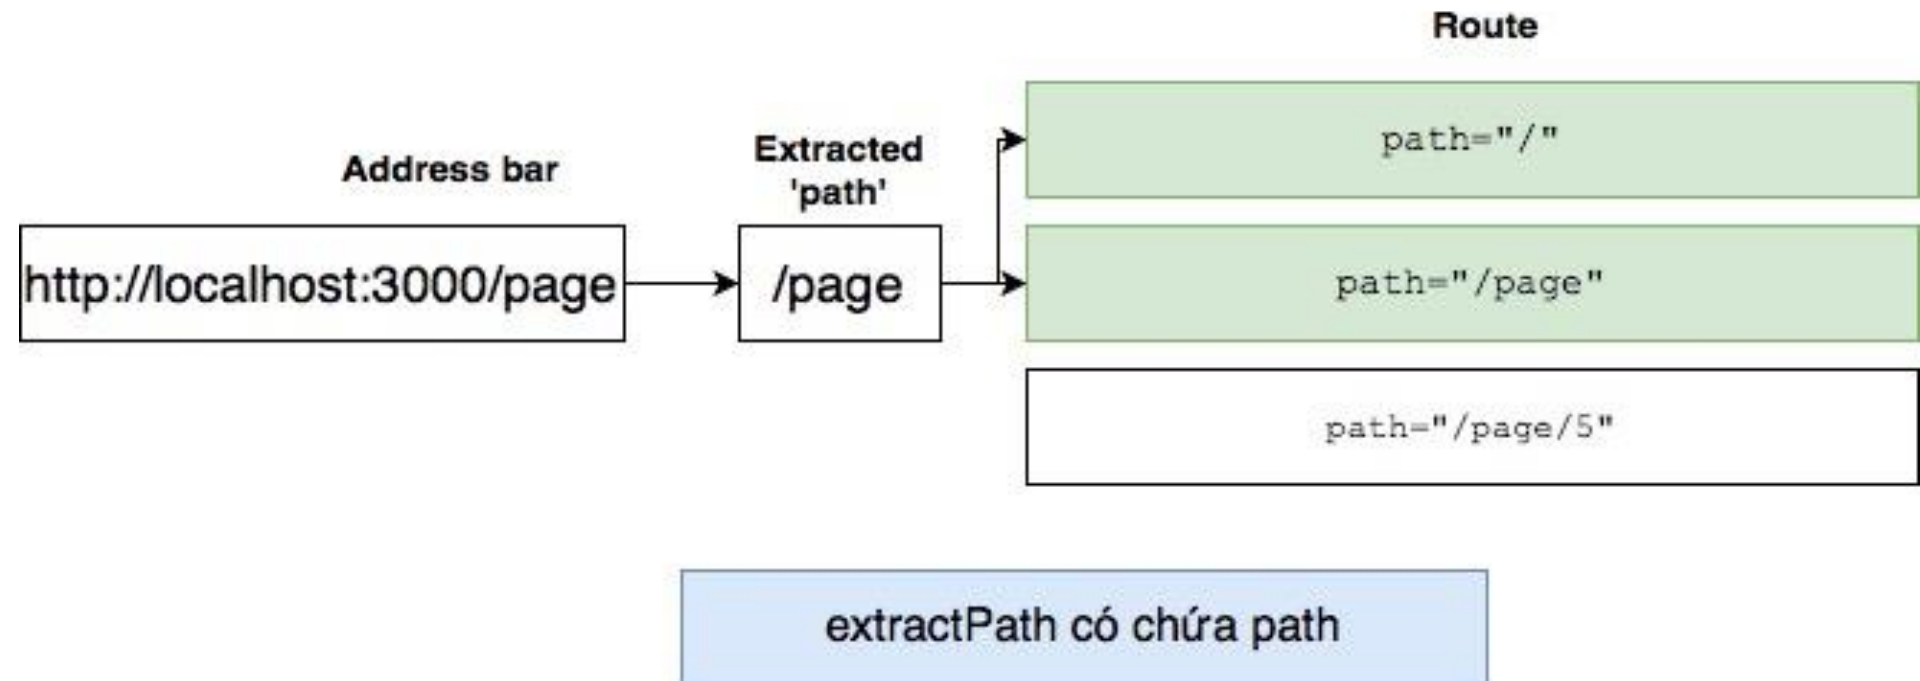 Route
path="/"
Address bar
Extracted
'path'
http://localhost:3000/page
/page
path="/page"
path="/page/5"
extractPath có chứa path